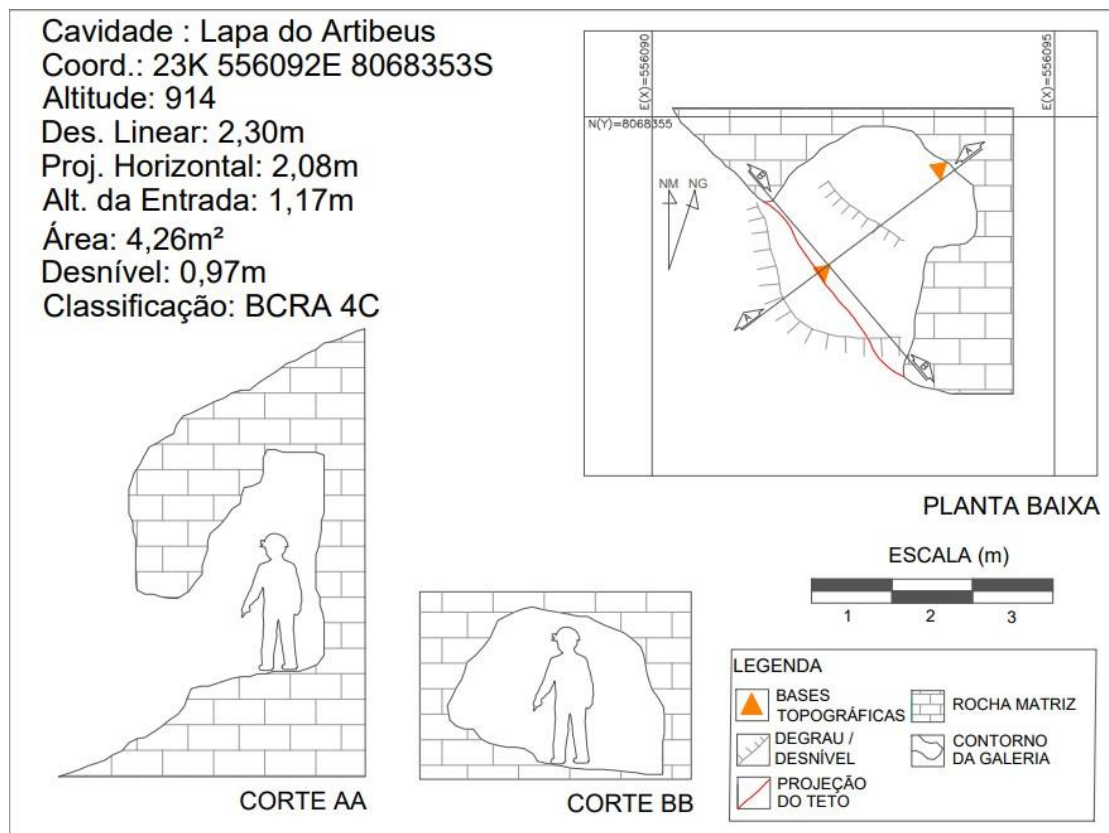 Cavidade : Lapa do Artibeus
Coord.: 23K 556092E 8068353S
Altitude: 914
Des. Linear: 2,30m
Proj. Horizontal: 2,08m
Alt. da Entrada: 1,17m
Área: 4,26m²
Desnível: 0,97m
Classificação: BCRA 4C
E(X)=556090
E(X)=556095
N(Y)=8068355
NM NG
A
B
A
B
PLANTA BAIXA
ESCALA (m)
1 2 3
CORTE AA
CORTE BB
LEGENDA
BASES
TOPOGRÁFICAS
DEGRAU /
DESNÍVEL
PROJEÇÃO
DO TETO
ROCHA MATRIZ
CONTORNO
DA GALERIA